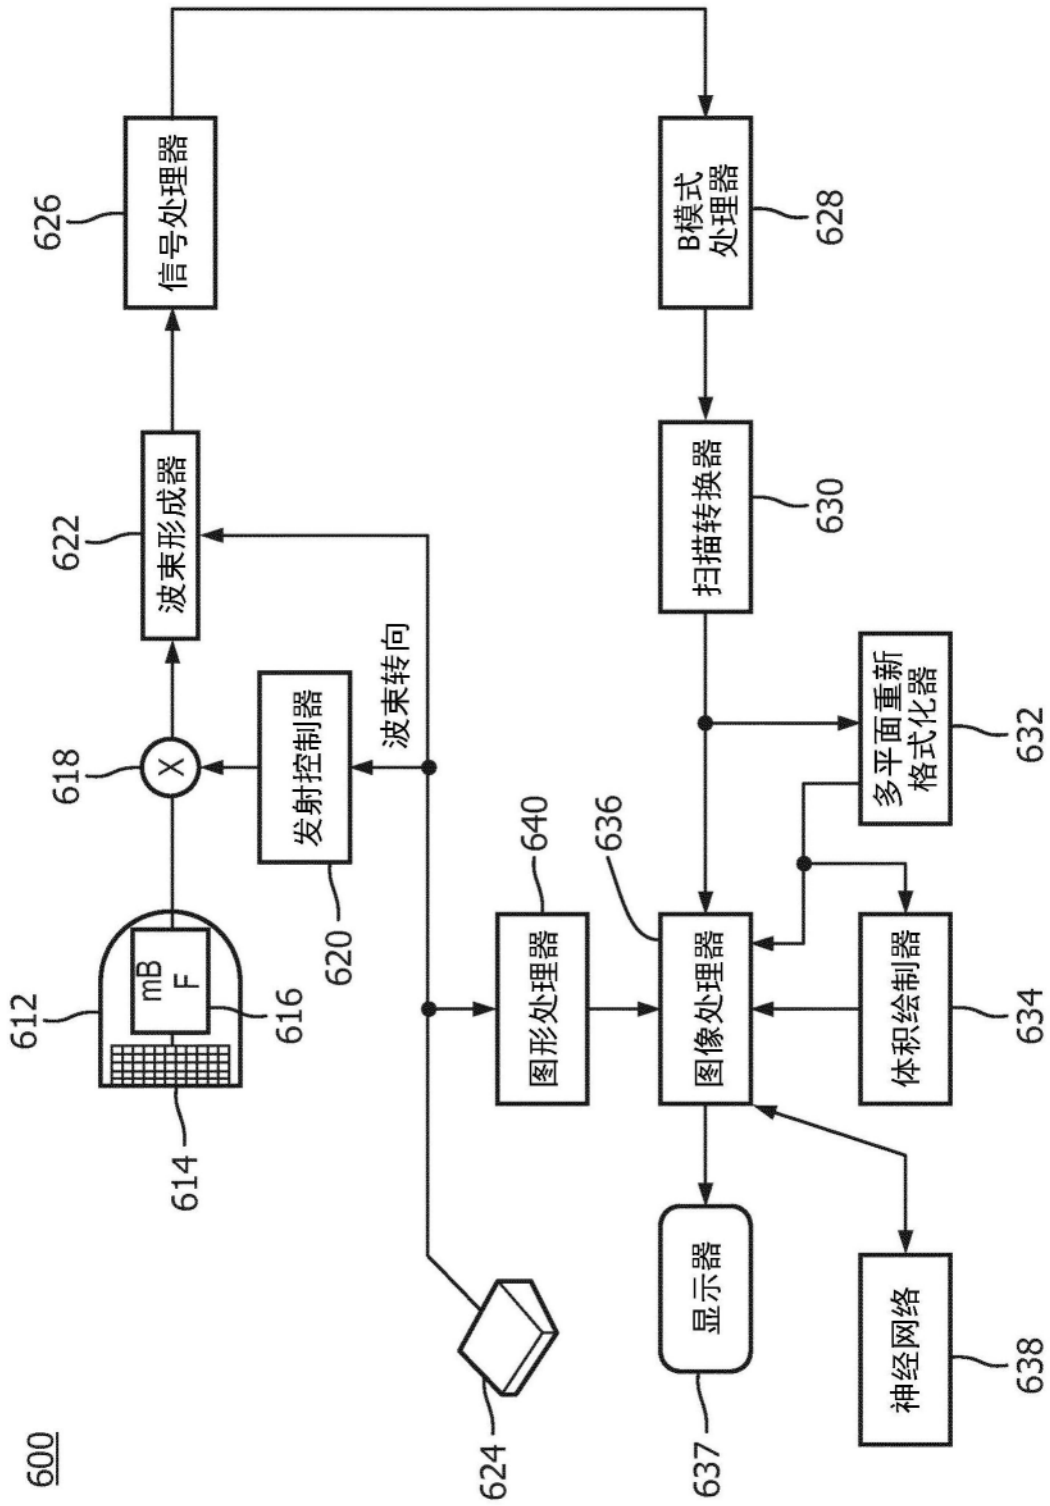 600
612
618
622
626
mB
F
X
波束形成器
信号处理器
614
616
620
发射控制器
波束转向
624
640
图形处理器
636
显示器
图像处理器
扫描转换器
B模式
处理器
637
630
628
神经网络
体积绘制器
多平面重新
格式化器
638
634
632